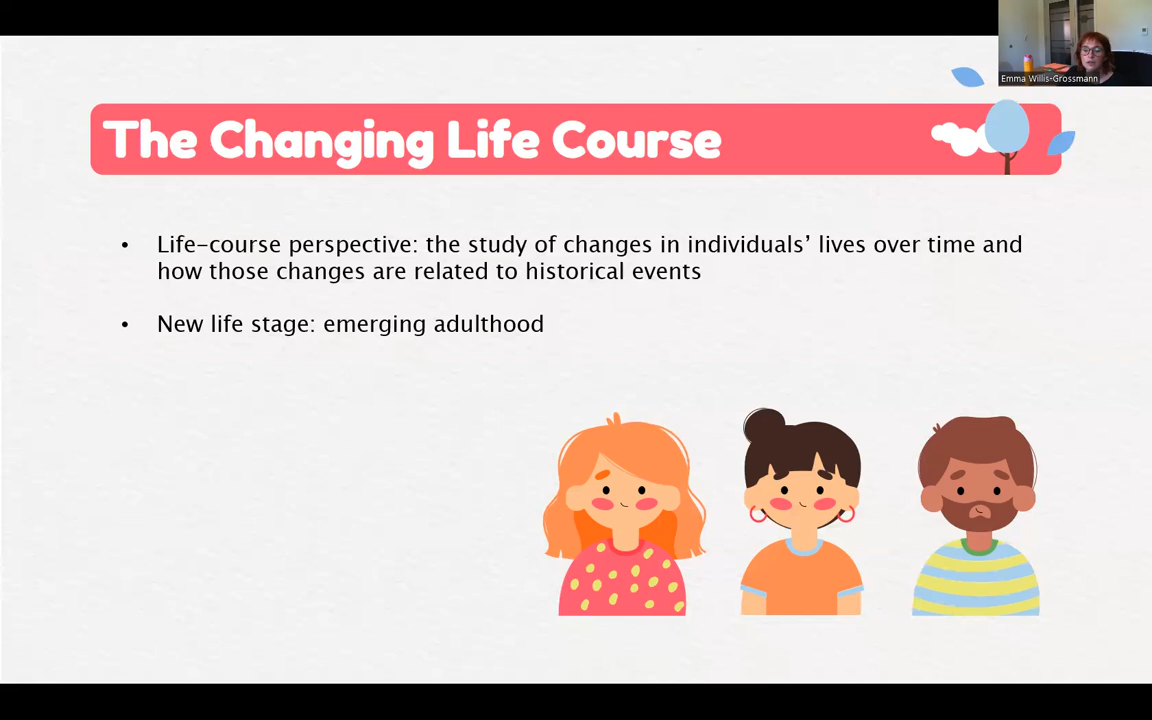 Emma Willis-Grossmann
The Changing Life Course
• Life-course perspective: the study of changes in individuals’ lives over time and
how those changes are related to historical events
• New life stage: emerging adulthood